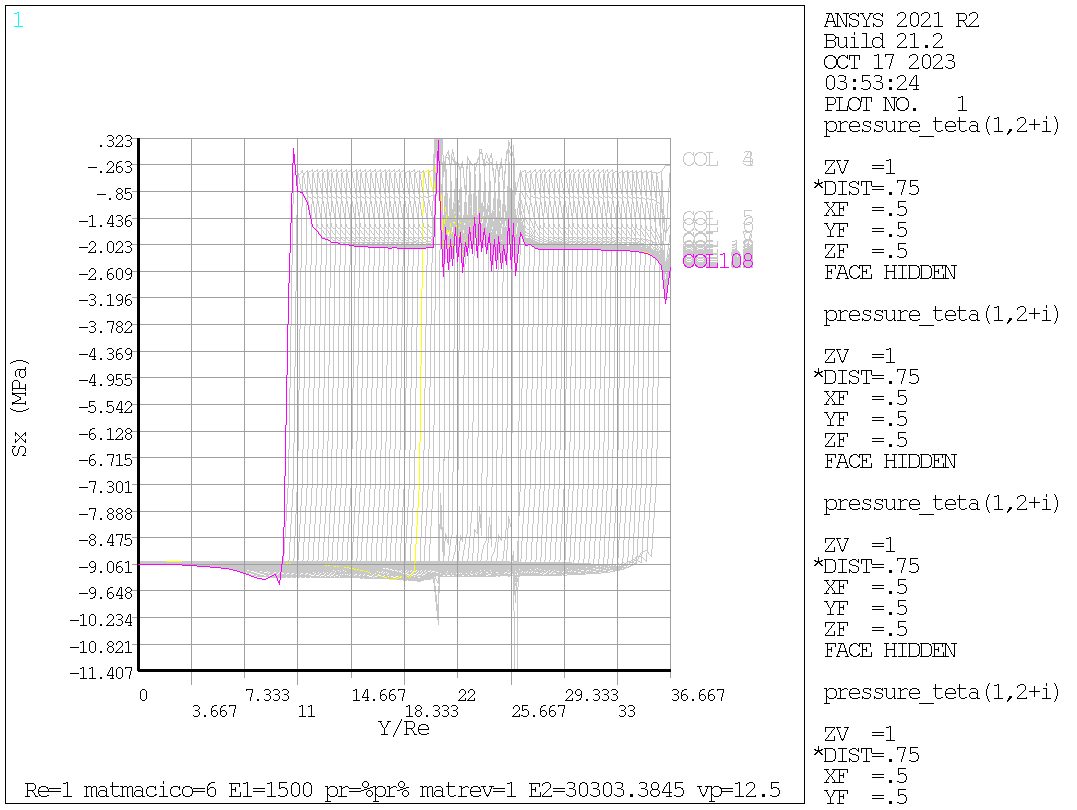 1
ANSYS 2021 R2
Build 21.2
OCT 17 2023
03:53:24
PLOT NO. 1
pressure_teta(1,2+i)
ZV =1
*DIST=.75
XF =.5
YF =.5
ZF =.5
FACE HIDDEN
pressure_teta(1,2+i)
ZV =1
*DIST=.75
XF =.5
YF =.5
ZF =.5
FACE HIDDEN
pressure_teta(1,2+i)
ZV =1
*DIST=.75
XF =.5
YF =.5
ZF =.5
FACE HIDDEN
pressure_teta(1,2+i)
ZV =1
*DIST=.75
XF =.5
YF =.5
.323
-.263
-.85
-1.436
-2.023
-2.609
-3.196
-3.782
-4.369
-4.955
-5.542
-6.128
-6.715
-7.301
-7.888
-8.475
-9.061
-9.648
-10.234
-10.821
-11.407
Sx (MPa)
COL
COL
COL108
0 7.333 14.667 22 29.333 36.667
3.667 11 18.333 25.667 33
Y/Re
Re=1 matmacico=6 E1=1500 pr=%pr% matrev=1 E2=30303.3845 vp=12.5